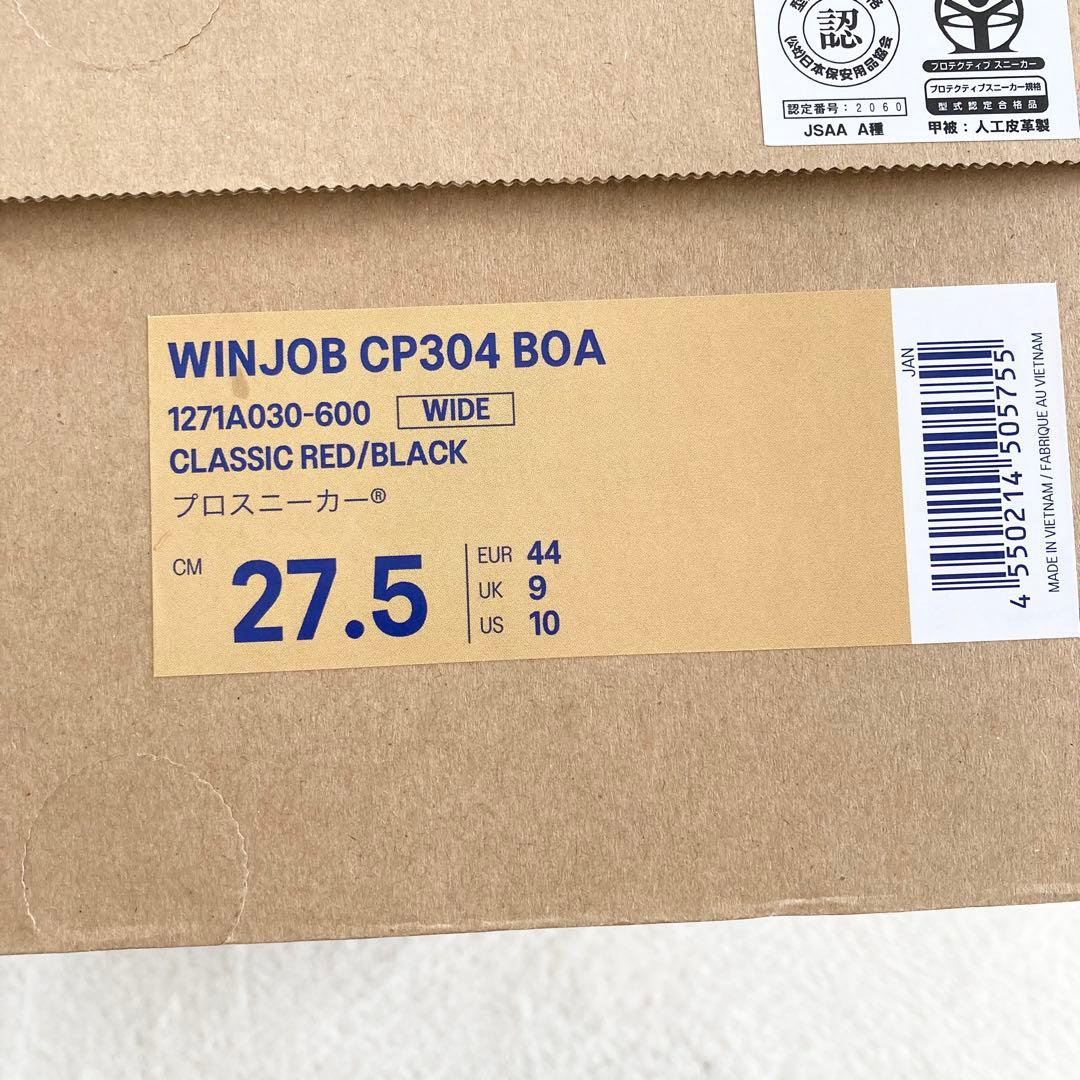 認
(公社)日本保安用品協会
認定番号:2060
JSAA A種
プロテクティブ スニーカー
プロテクティブスニーカー規格
型式認定合格品
甲被:人工皮革製
WINJOB CP304 BOA
1271A030-600 WIDE
CLASSIC RED/BLACK
プロスニーカー®
CM 27.5
EUR 44
UK 9
US 10
JAN
4 550214 505755
MADE IN VIETNAM / FABRIQUE AU VIETNAM